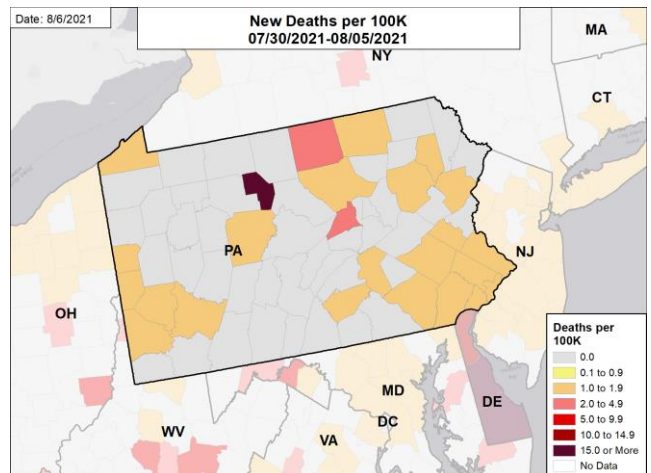 Date: 8/6/2021
New Deaths per 100K
07/30/2021-08/05/2021
NY
MA
CT
PA
NJ
OH
MD
DE
DC
WV
VA
Deaths per
100K
0.0
0.1 to 0.9
1.0 to 1.9
2.0 to 4.9
5.0 to 9.9
10.0 to 14.9
15.0 or More
No Data